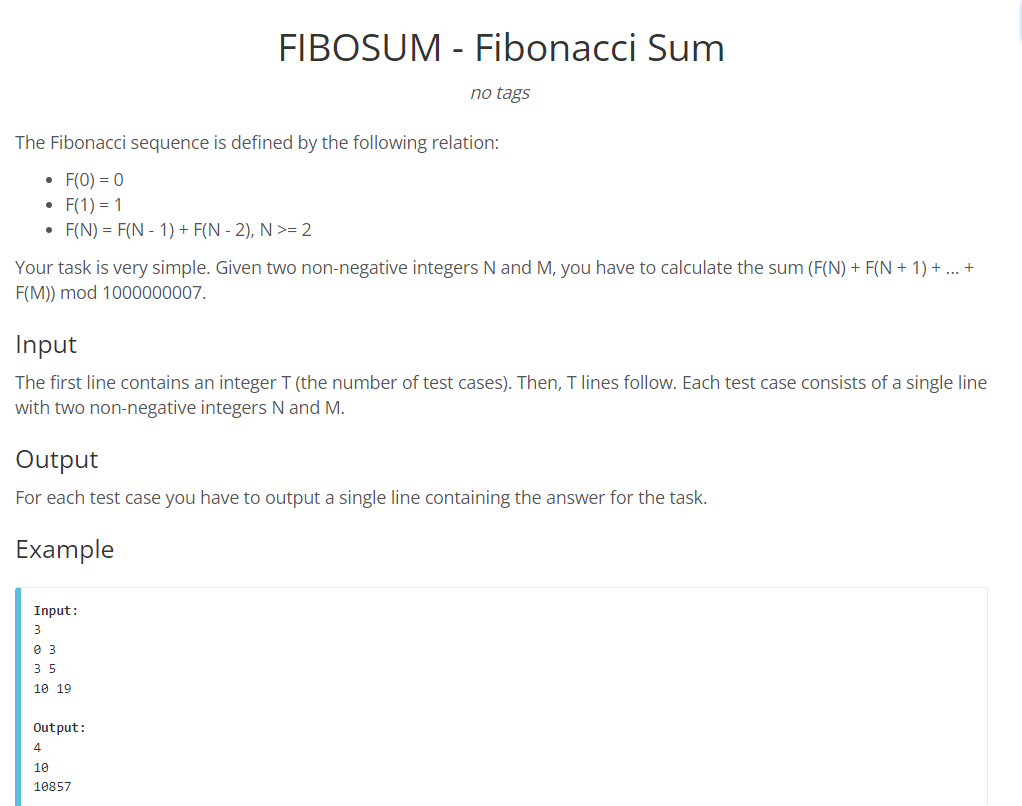 FIBOSUM - Fibonacci Sum
no tags
The Fibonacci sequence is defined by the following relation:
• F(0) = 0
• F(1) = 1
• F(N) = F(N - 1) + F(N - 2), N >= 2
Your task is very simple. Given two non-negative integers N and M, you have to calculate the sum (F(N) + F(N + 1) + ... +
F(M)) mod 1000000007.
Input
The first line contains an integer T (the number of test cases). Then, T lines follow. Each test case consists of a single line
with two non-negative integers N and M.
Output
For each test case you have to output a single line containing the answer for the task.
Example
Input:
3
0 3
3 5
10 19
Output:
4
10
10857